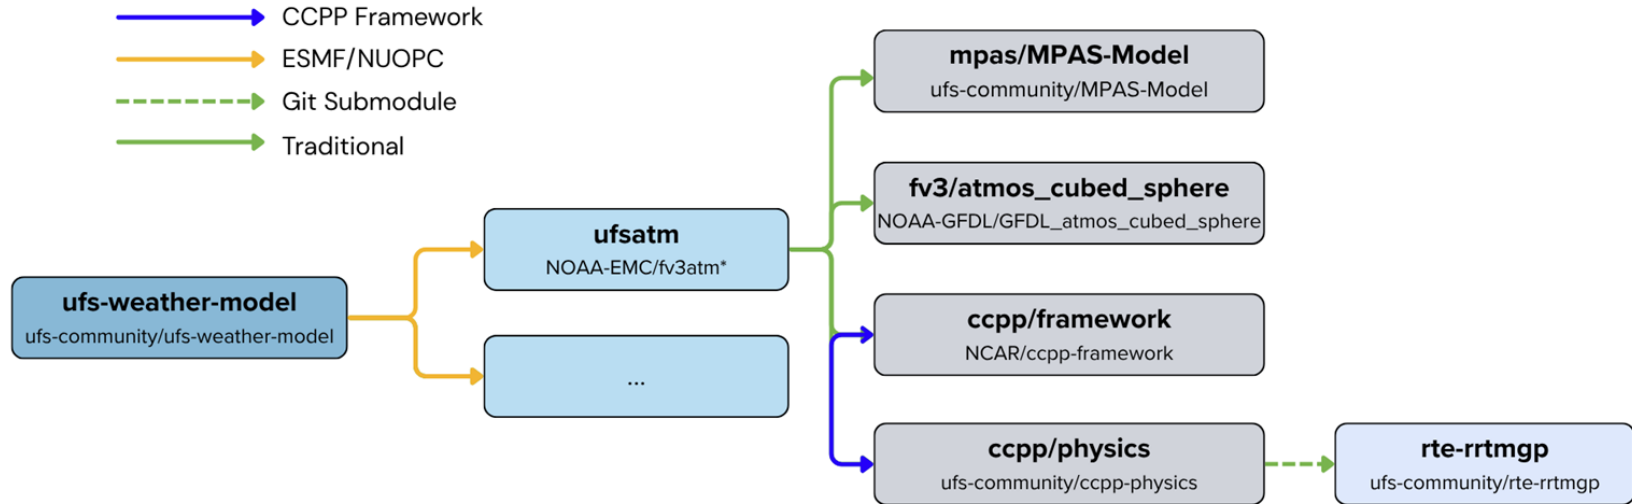 CCPP Framework
ESMF/NUOPC
Git Submodule
Traditional
ufs-weather-model
ufs-community/ufs-weather-model
ufsatm
NOAA-EMC/fv3atm*
...
mpas/MPAS-Model
ufs-community/MPAS-Model
fv3/atmos_cubed_sphere
NOAA-GFDL/GFDL_atmos_cubed_sphere
ccpp/framework
NCAR/ccpp-framework
ccpp/physics
ufs-community/ccpp-physics
rte-rrtmgp
ufs-community/rte-rrtmgp